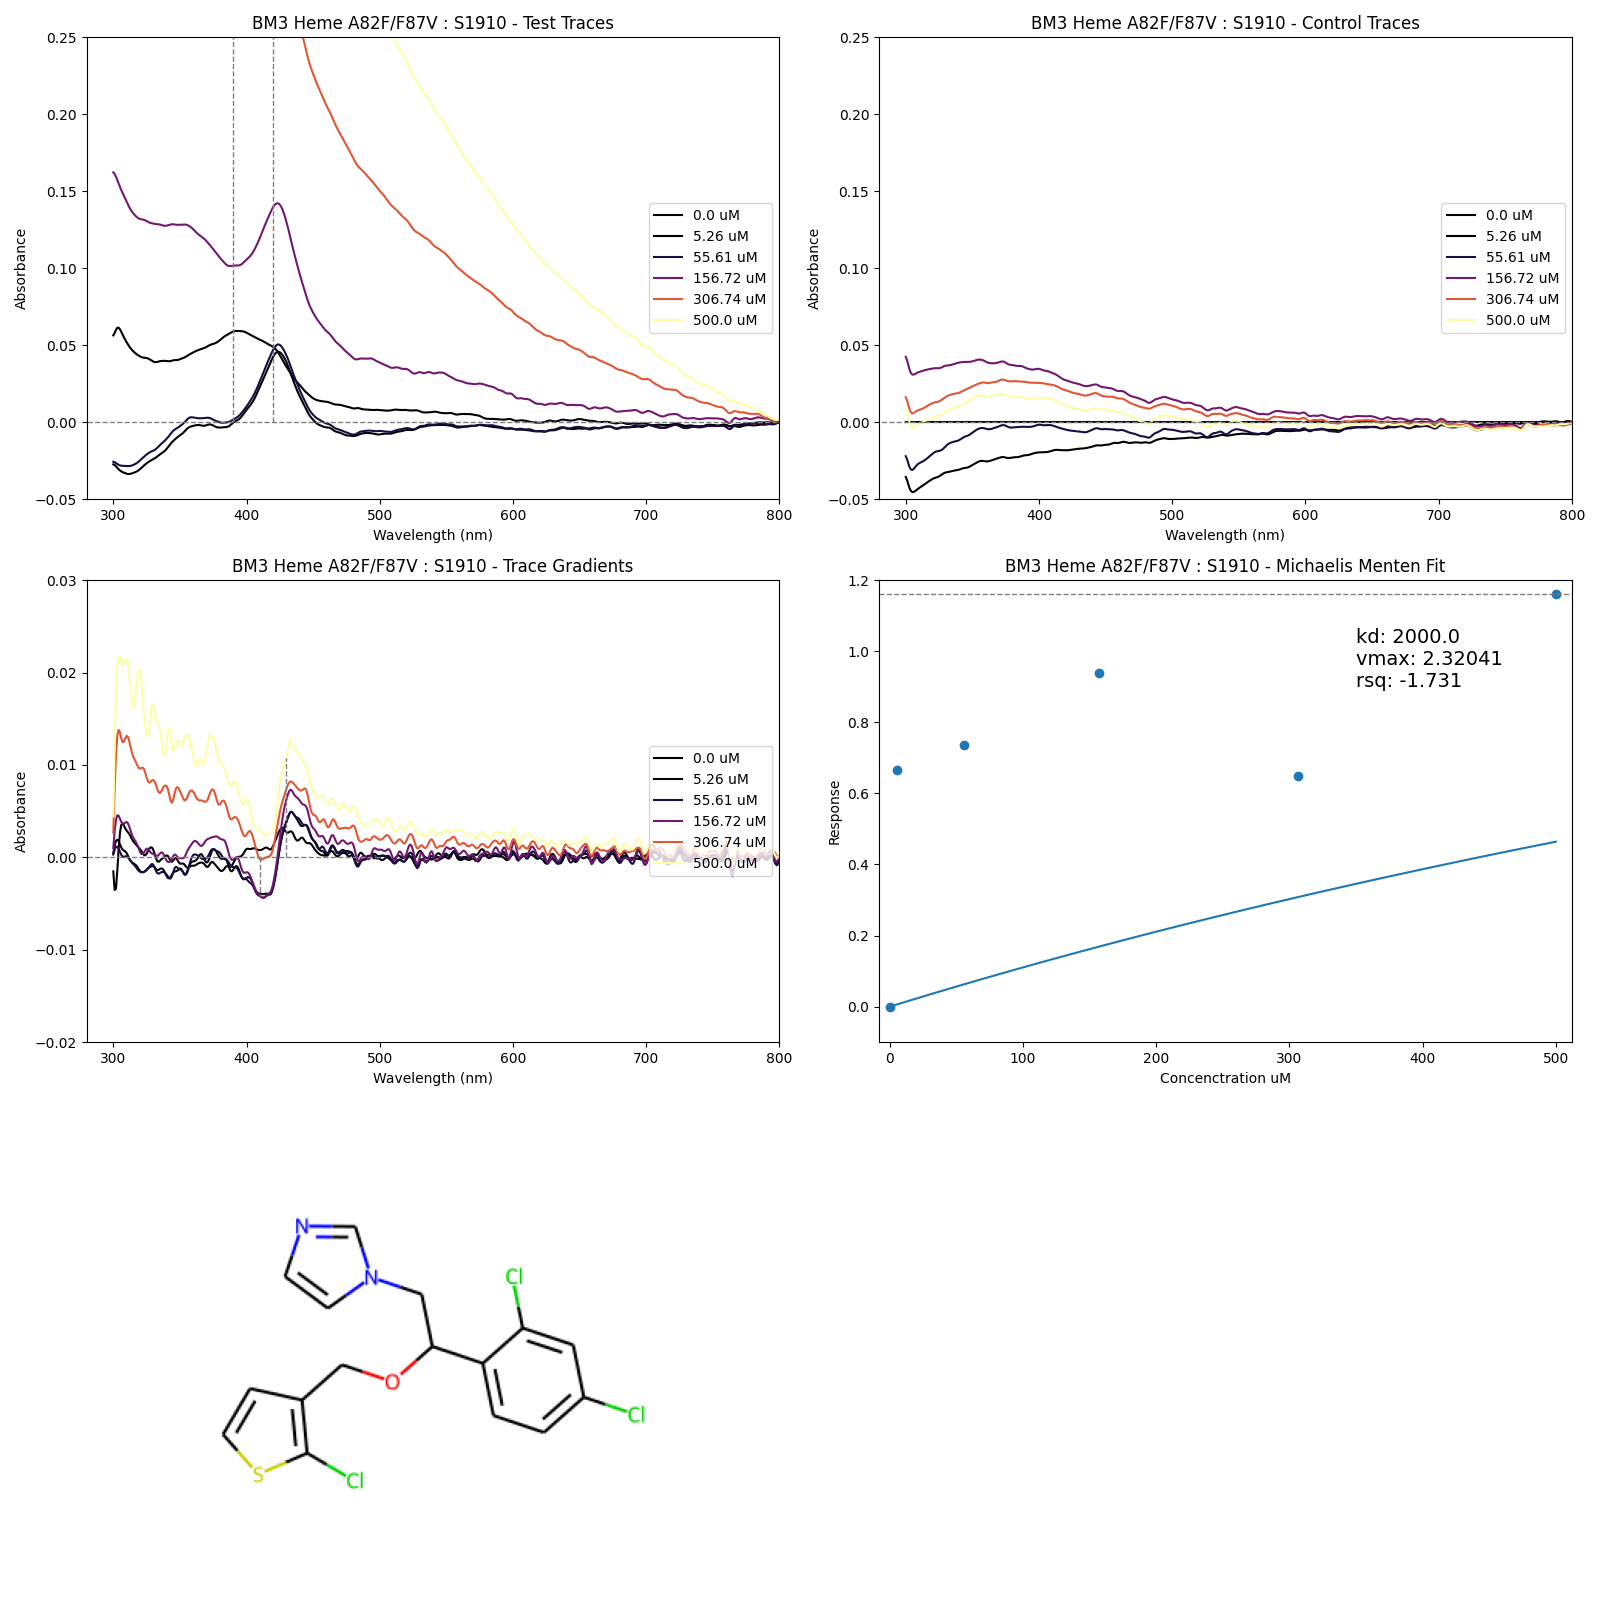 BM3 Heme A82F/F87V : S1910 - Test Traces
0.25
0.20
0.15
0.10
0.05
0.00
−0.05
Absorbance
300 400 500 600 700 800
Wavelength (nm)
0.0 uM
5.26 uM
55.61 uM
156.72 uM
306.74 uM
500.0 uM
BM3 Heme A82F/F87V : S1910 - Control Traces
0.25
0.20
0.15
0.10
0.05
0.00
−0.05
Absorbance
300 400 500 600 700 800
Wavelength (nm)
0.0 uM
5.26 uM
55.61 uM
156.72 uM
306.74 uM
500.0 uM
BM3 Heme A82F/F87V : S1910 - Trace Gradients
0.03
0.02
0.01
0.00
−0.01
−0.02
Absorbance
300 400 500 600 700 800
Wavelength (nm)
0.0 uM
5.26 uM
55.61 uM
156.72 uM
306.74 uM
500.0 uM
BM3 Heme A82F/F87V : S1910 - Michaelis Menten Fit
1.2
1.0
0.8
0.6
0.4
0.2
0.0
Response
0 100 200 300 400 500
Concenctration uM
kd: 2000.0
vmax: 2.32041
rsq: -1.731
N
N
Cl
O
Cl
S
Cl